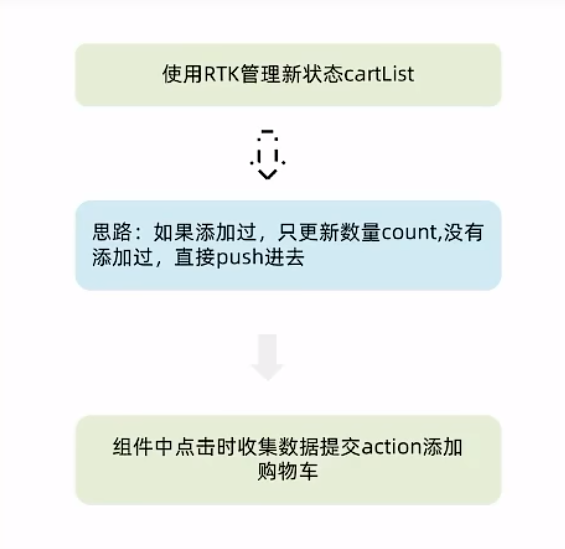 使用RTK管理新状态cartList
思路：如果添加过，只更新数量count,没有
添加过，直接push进去
组件中点击时收集数据提交action添加
购物车